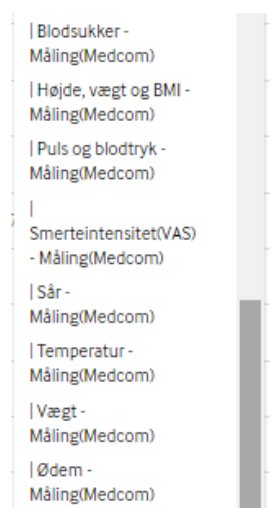 | Blodsukker -
Måling(Medcom)
| Højde, vægt og BMI -
Måling(Medcom)
| Puls og blodtryk -
Måling(Medcom)
|
Smerteintensitet(VAS)
- Måling(Medcom)
| Sår -
Måling(Medcom)
| Temperatur -
Måling(Medcom)
| Vægt -
Måling(Medcom)
| Ødem -
Måling(Medcom)